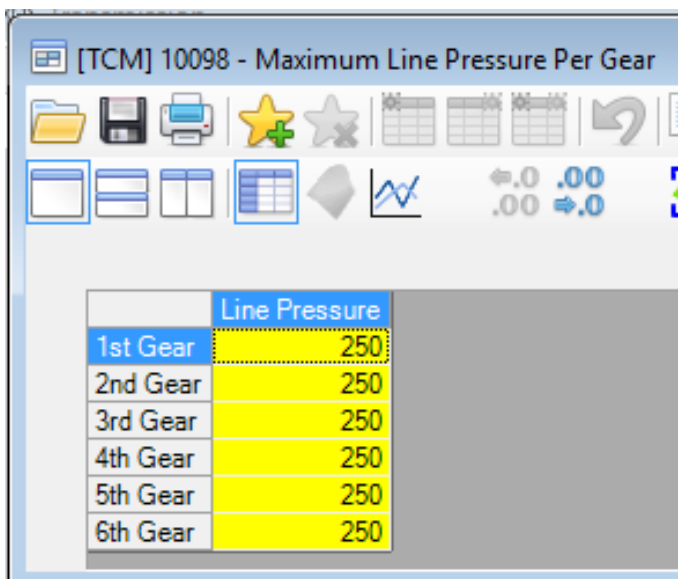 [TCM] 10098 - Maximum Line Pressure Per Gear
.0 .00
.00 .0
Line Pressure
1st Gear 250
2nd Gear 250
3rd Gear 250
4th Gear 250
5th Gear 250
6th Gear 250